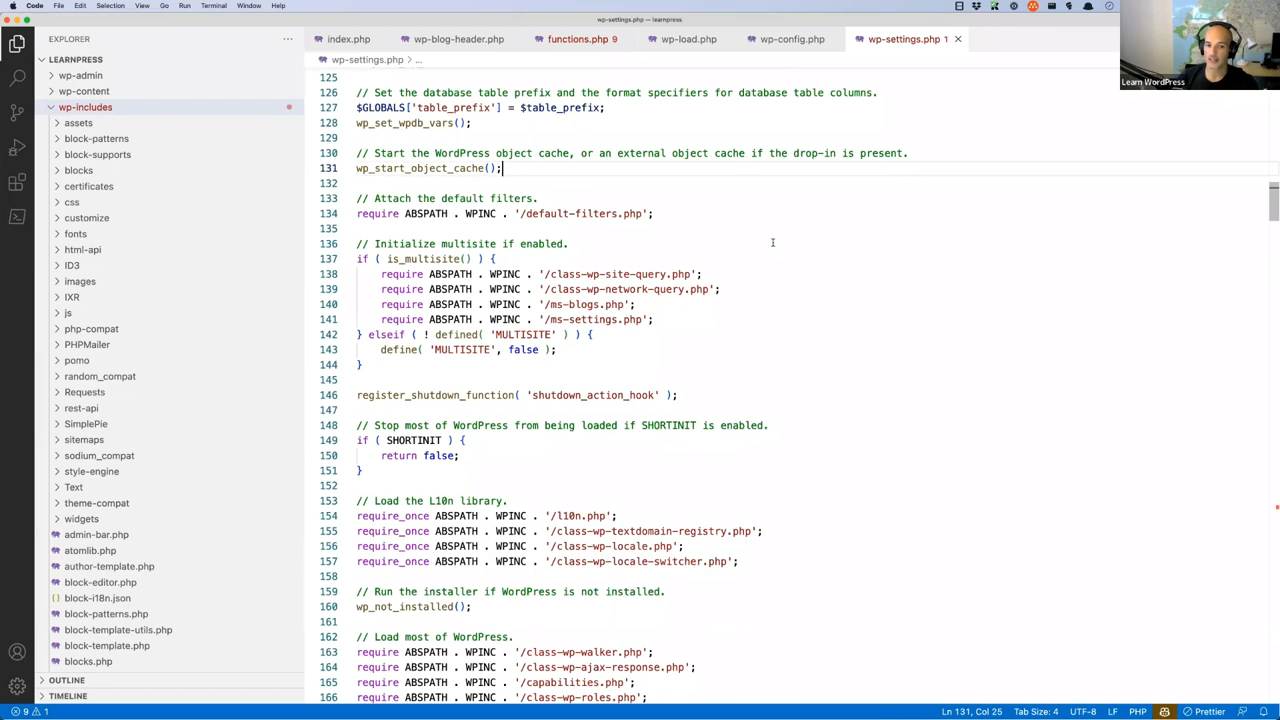 Code File Edit Selection View Go Run Terminal Window Help
wp-settings.php — learnpress
EXPLORER
LEARNPRESS
wp-admin
wp-content
wp-includes
assets
block-patterns
block-supports
blocks
certificates
css
customize
fonts
html-api
ID3
images
IXR
js
php-compat
PHPMailer
pomo
random_compat
Requests
rest-api
SimplePie
sitemaps
sodium_compat
style-engine
Text
theme-compat
widgets
admin-bar.php
atomlib.php
author-template.php
block-editor.php
block-i18n.json
block-patterns.php
block-template-utils.php
block-template.php
blocks.php
OUTLINE
TIMELINE
index.php wp-blog-header.php functions.php 9 wp-load.php wp-config.php wp-settings.php 1
wp-settings.php > ...
125
126 // Set the database table prefix and the format specifiers for database table columns.
127 $GLOBALS['table_prefix'] = $table_prefix;
128 wp_set_wpdb_vars();
129
130 // Start the WordPress object cache, or an external object cache if the drop-in is present.
131 wp_start_object_cache();
132
133 // Attach the default filters.
134 require ABSPATH . WPINC . '/default-filters.php';
135
136 // Initialize multisite if enabled.
137 if ( is_multisite() ) {
138 require ABSPATH . WPINC . '/class-wp-site-query.php';
139 require ABSPATH . WPINC . '/class-wp-network-query.php';
140 require ABSPATH . WPINC . '/ms-blogs.php';
141 require ABSPATH . WPINC . '/ms-settings.php';
142 } elseif ( ! defined( 'MULTISITE' ) ) {
143 define( 'MULTISITE', false );
144 }
145
146 register_shutdown_function( 'shutdown_action_hook' );
147
148 // Stop most of WordPress from being loaded if SHORTINIT is enabled.
149 if ( SHORTINIT ) {
150 return false;
151 }
152
153 // Load the L10n library.
154 require_once ABSPATH . WPINC . '/l10n.php';
155 require_once ABSPATH . WPINC . '/class-wp-textdomain-registry.php';
156 require_once ABSPATH . WPINC . '/class-wp-locale.php';
157 require_once ABSPATH . WPINC . '/class-wp-locale-switcher.php';
158
159 // Run the installer if WordPress is not installed.
160 wp_not_installed();
161
162 // Load most of WordPress.
163 require ABSPATH . WPINC . '/class-wp-walker.php';
164 require ABSPATH . WPINC . '/class-wp-ajax-response.php';
165 require ABSPATH . WPINC . '/capabilities.php';
166 require ABSPATH . WPINC . '/class-wp-roles.php';
Learn WordPress
9 1 Ln 131, Col 25 Tab Size: 4 UTF-8 LF PHP Prettier